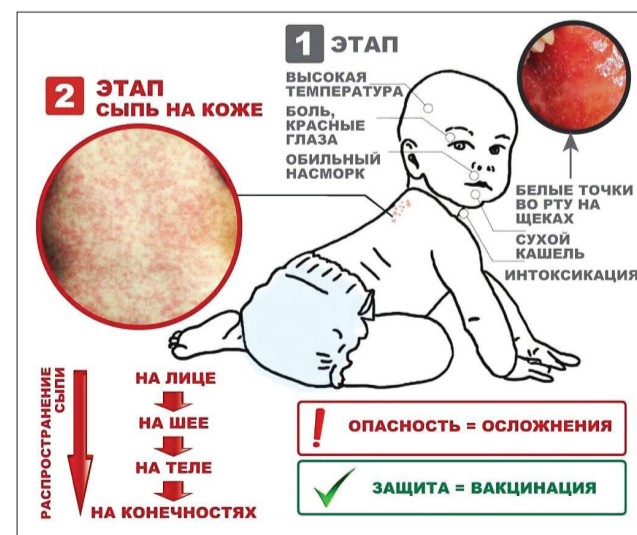 1 ЭТАП
ВЫСОКАЯ
ТЕМПЕРАТУРА
БОЛЬ,
КРАСНЫЕ
ГЛАЗА
ОБИЛЬНЫЙ
НАСМОРК
БЕЛЫЕ ТОЧКИ
ВО РТУ НА
ЩЕКАХ
СУХОЙ
КАШЕЛЬ
ИНТОКСИКАЦИЯ
2 ЭТАП
СЫПЬ НА КОЖЕ
РАСПРОСТРАНЕНИЕ
СЫПИ
НА ЛИЦЕ
НА ШЕЕ
НА ТЕЛЕ
НА КОНЕЧНОСТЯХ
! ОПАСНОСТЬ = ОСЛОЖНЕНИЯ
ЗАЩИТА = ВАКЦИНАЦИЯ